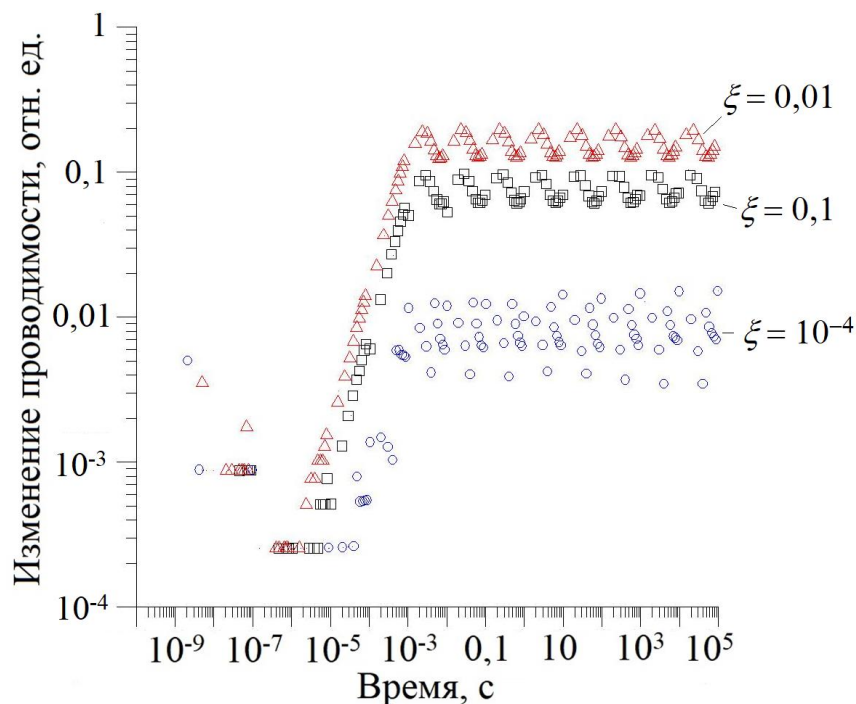 Изменение проводимости, отн. ед.
1
0,1
0,01
10⁻³
10⁻⁴
ξ = 0,01
ξ = 0,1
ξ = 10⁻⁴
10⁻⁹ 10⁻⁷ 10⁻⁵ 10⁻³ 0,1 10 10³ 10⁵
Время, с